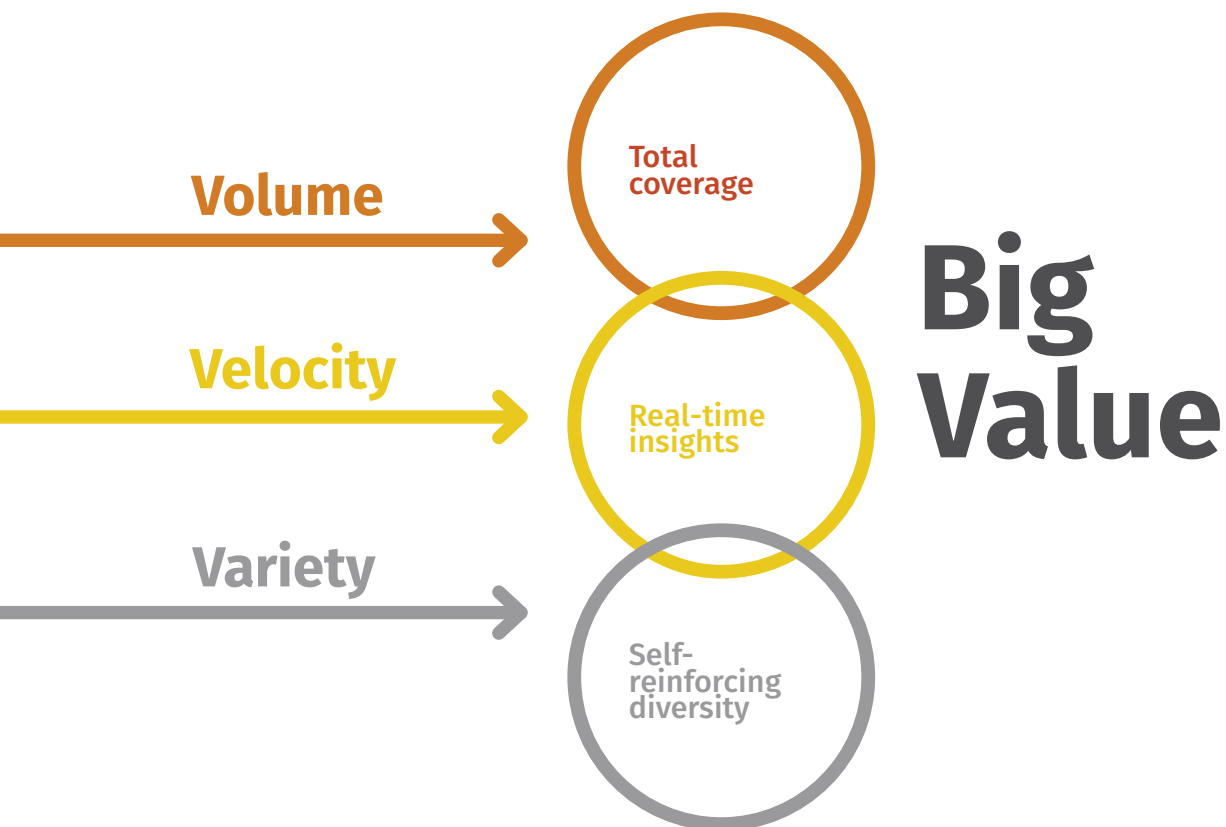 Volume
Total
coverage
Velocity
Real-time
insights
Variety
Self-
reinforcing
diversity
Big
Value